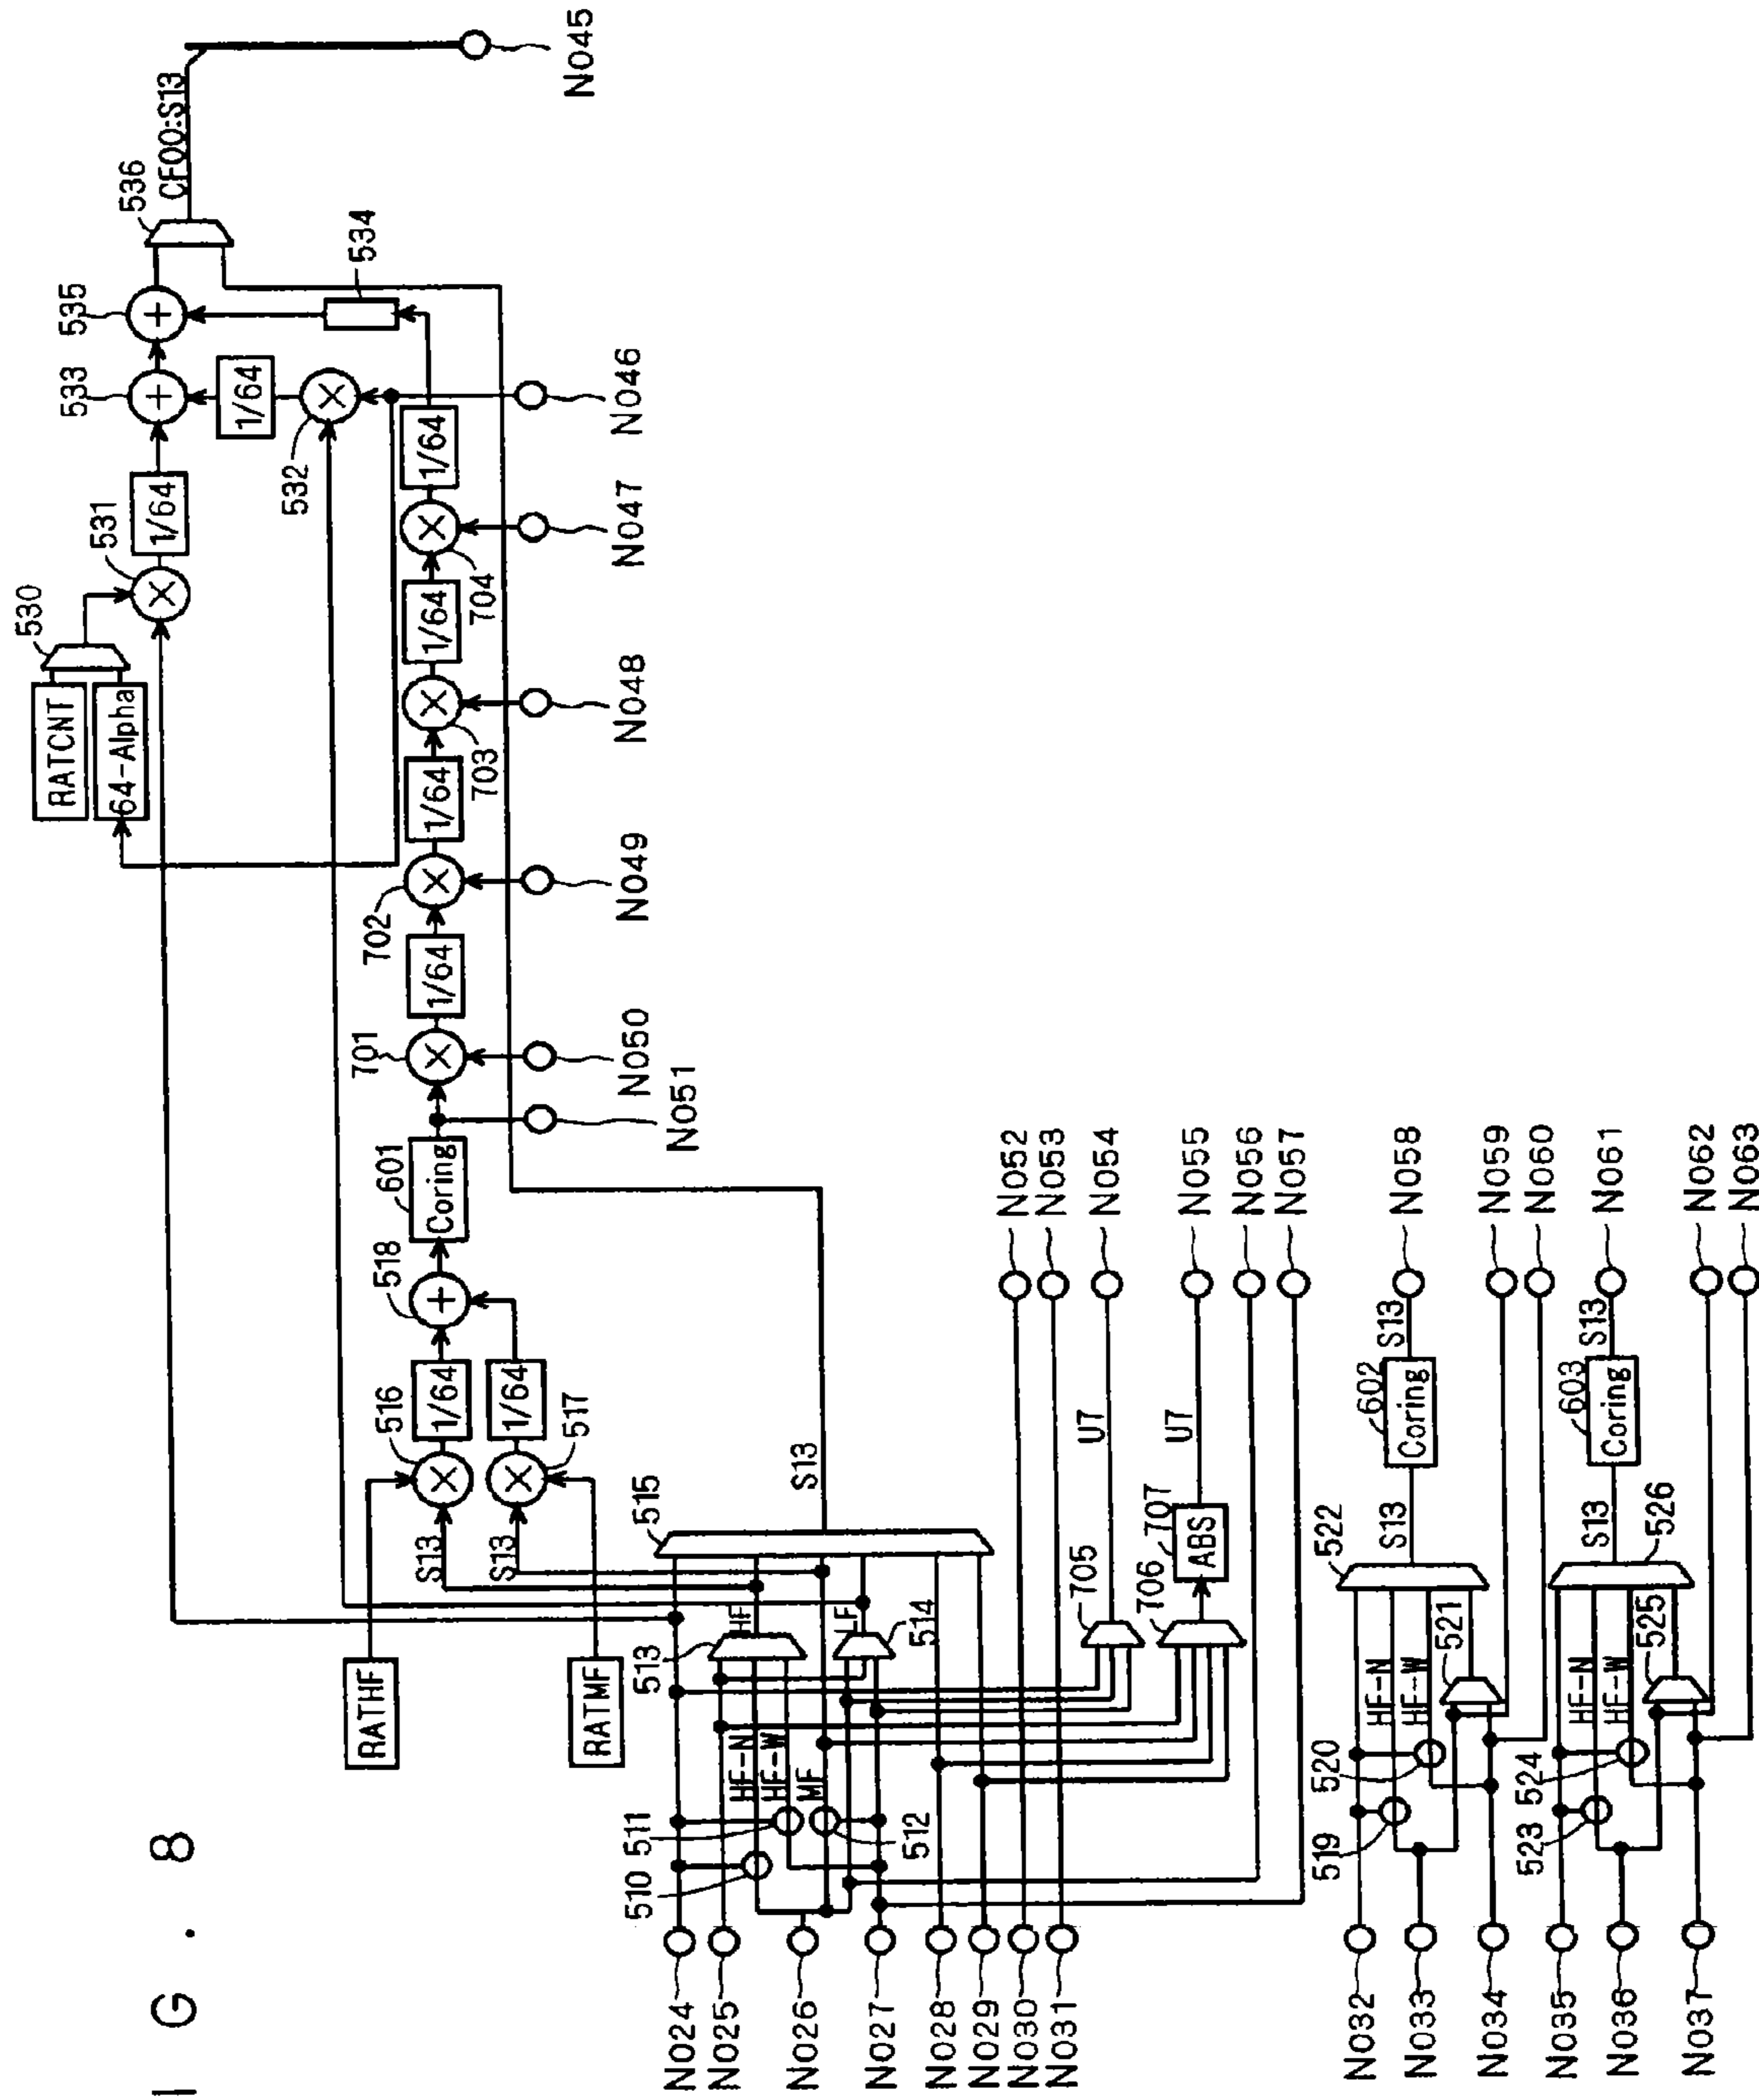 IG. 8
CF00:S13
N045
536
535
534
533
1/64
532
N046
531
1/64
530
RATCNT
64-Alpha
1/64
N047
704
1/64
N048
703
1/64
N049
702
1/64
N050
701
N051
601
Coring
518
516
1/64
1/64
517
S13
S13
RATHF
RATMF
515
S13
513
HF
LF
514
HF-N
HF-W
MF
510
511
512
N024
N025
N026
N027
N028
N029
N030
N031
705
U7
706
707
ABS
U7
N052
N053
N054
N055
N056
N057
522
S13
602
Coring
S13
N058
N059
N060
HF-N
HF-W
521
519
520
N032
N033
N034
526
S13
603
Coring
S13
N061
N062
N063
HF-N
HF-W
525
523
524
N035
N036
N037